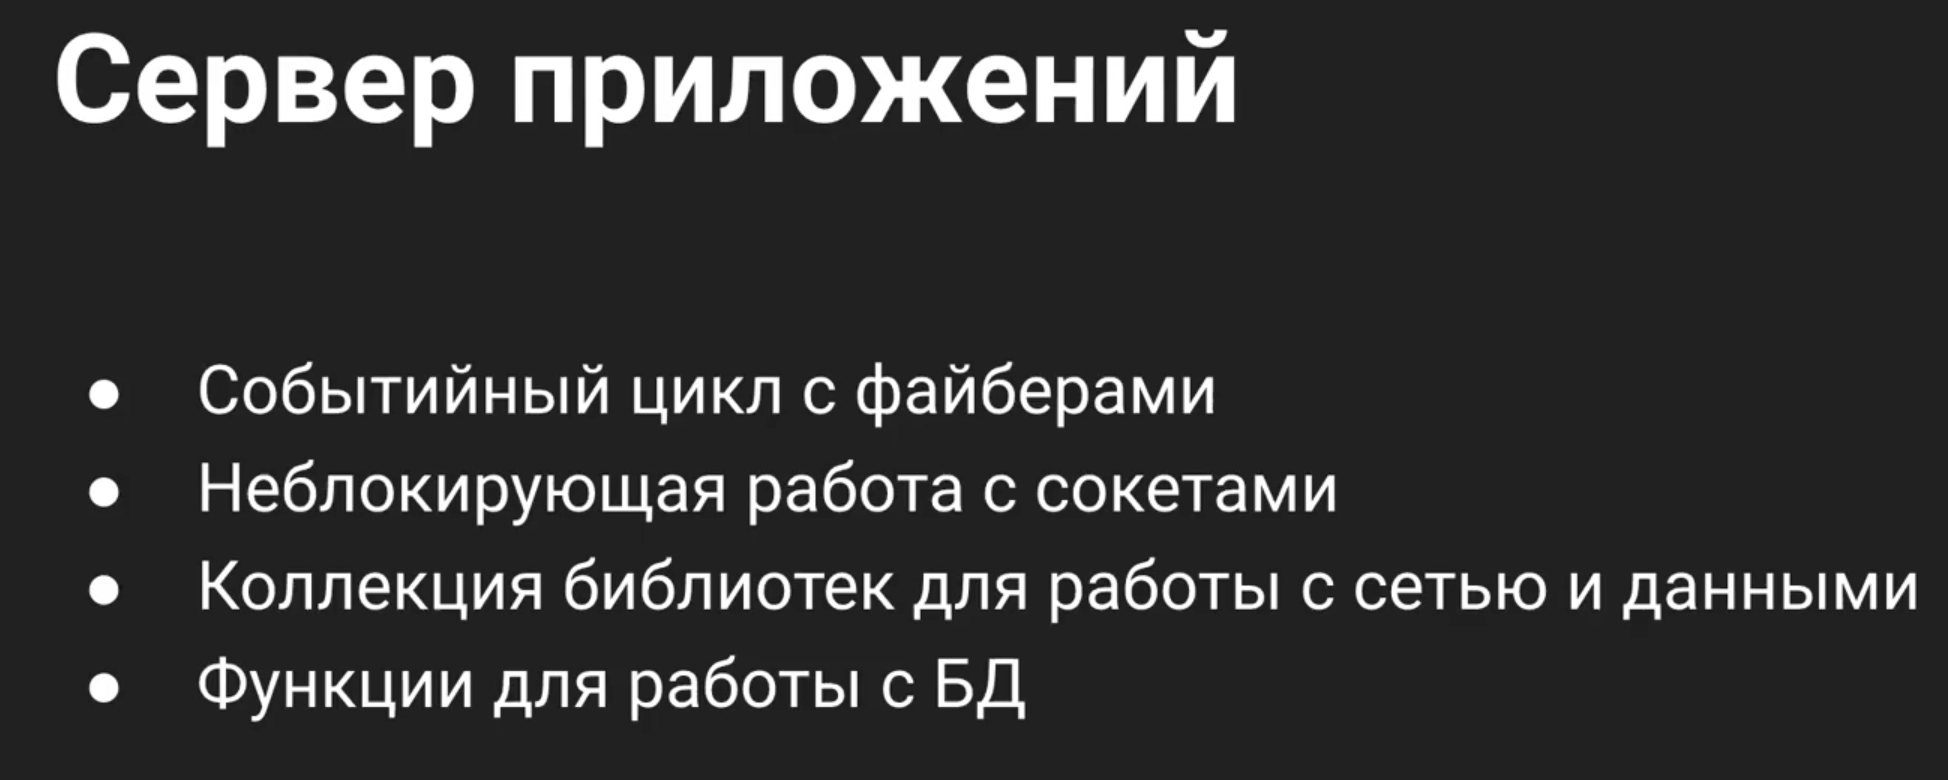 Сервер приложений
● Событийный цикл с файберами
● Неблокирующая работа с сокетами
● Коллекция библиотек для работы с сетью и данными
● Функции для работы с БД